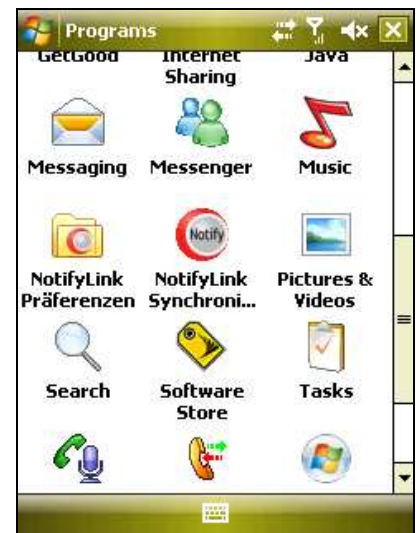 Programs
GetGood Internet Java
Sharing
Messaging Messenger Music
Notify
NotifyLink NotifyLink Pictures &
Präferenzen Synchroni... Videos
Search Software Tasks
Store